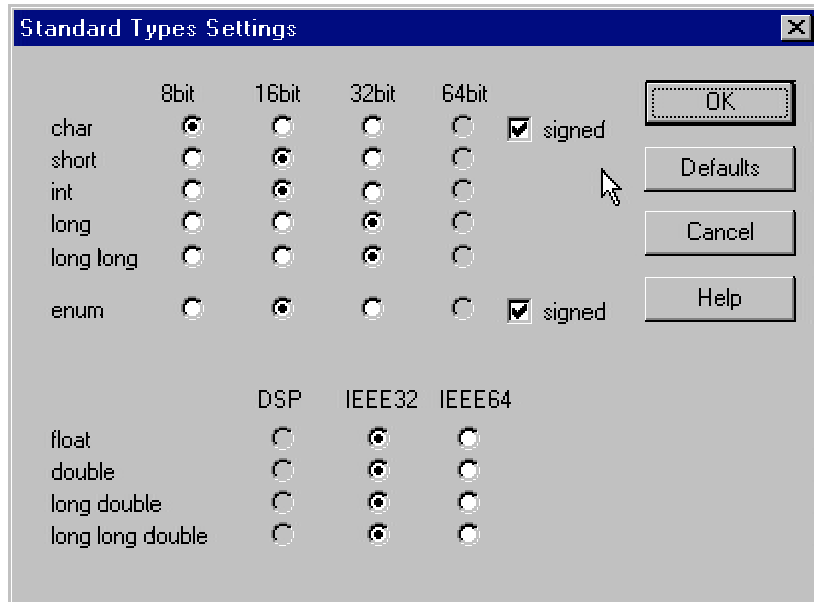 Standard Types Settings
8bit 16bit 32bit 64bit
OK
char signed
short
Defaults
int
long
Cancel
long long
Help
enum signed
DSP IEEE32 IEEE64
float
double
long double
long long double